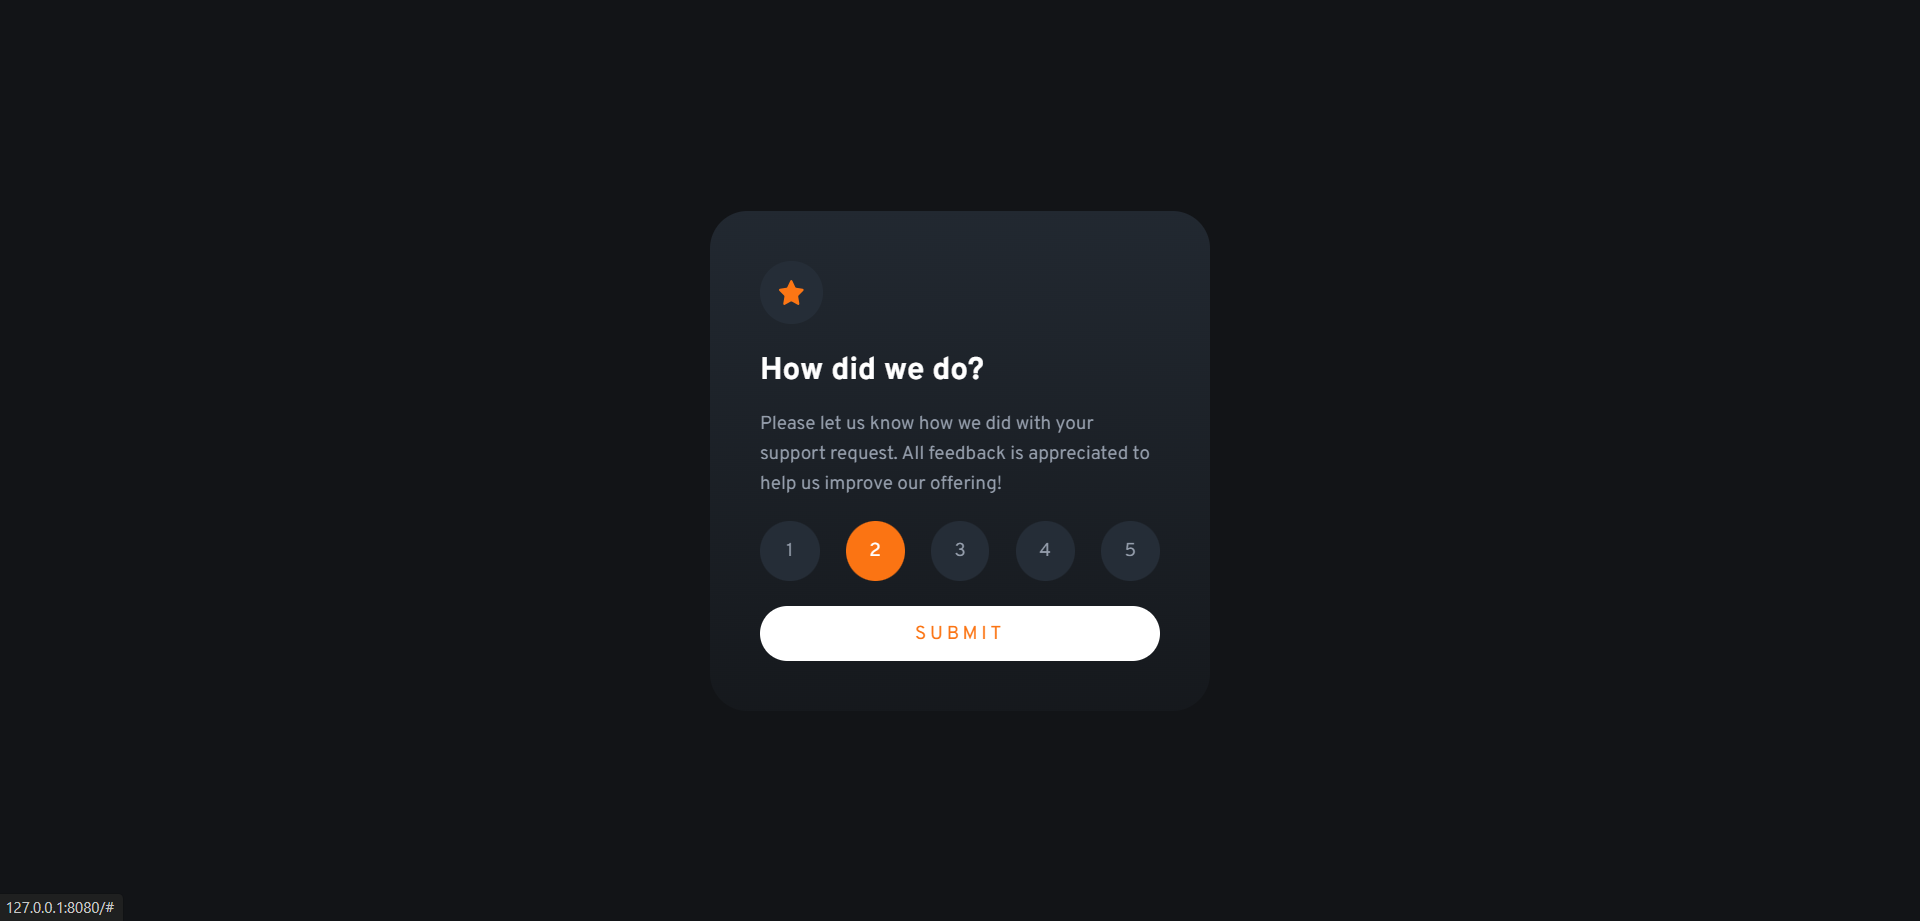 How did we do?
Please let us know how we did with your
support request. All feedback is appreciated to
help us improve our offering!
1 2 3 4 5
SUBMIT
127.0.0.1:8080/#